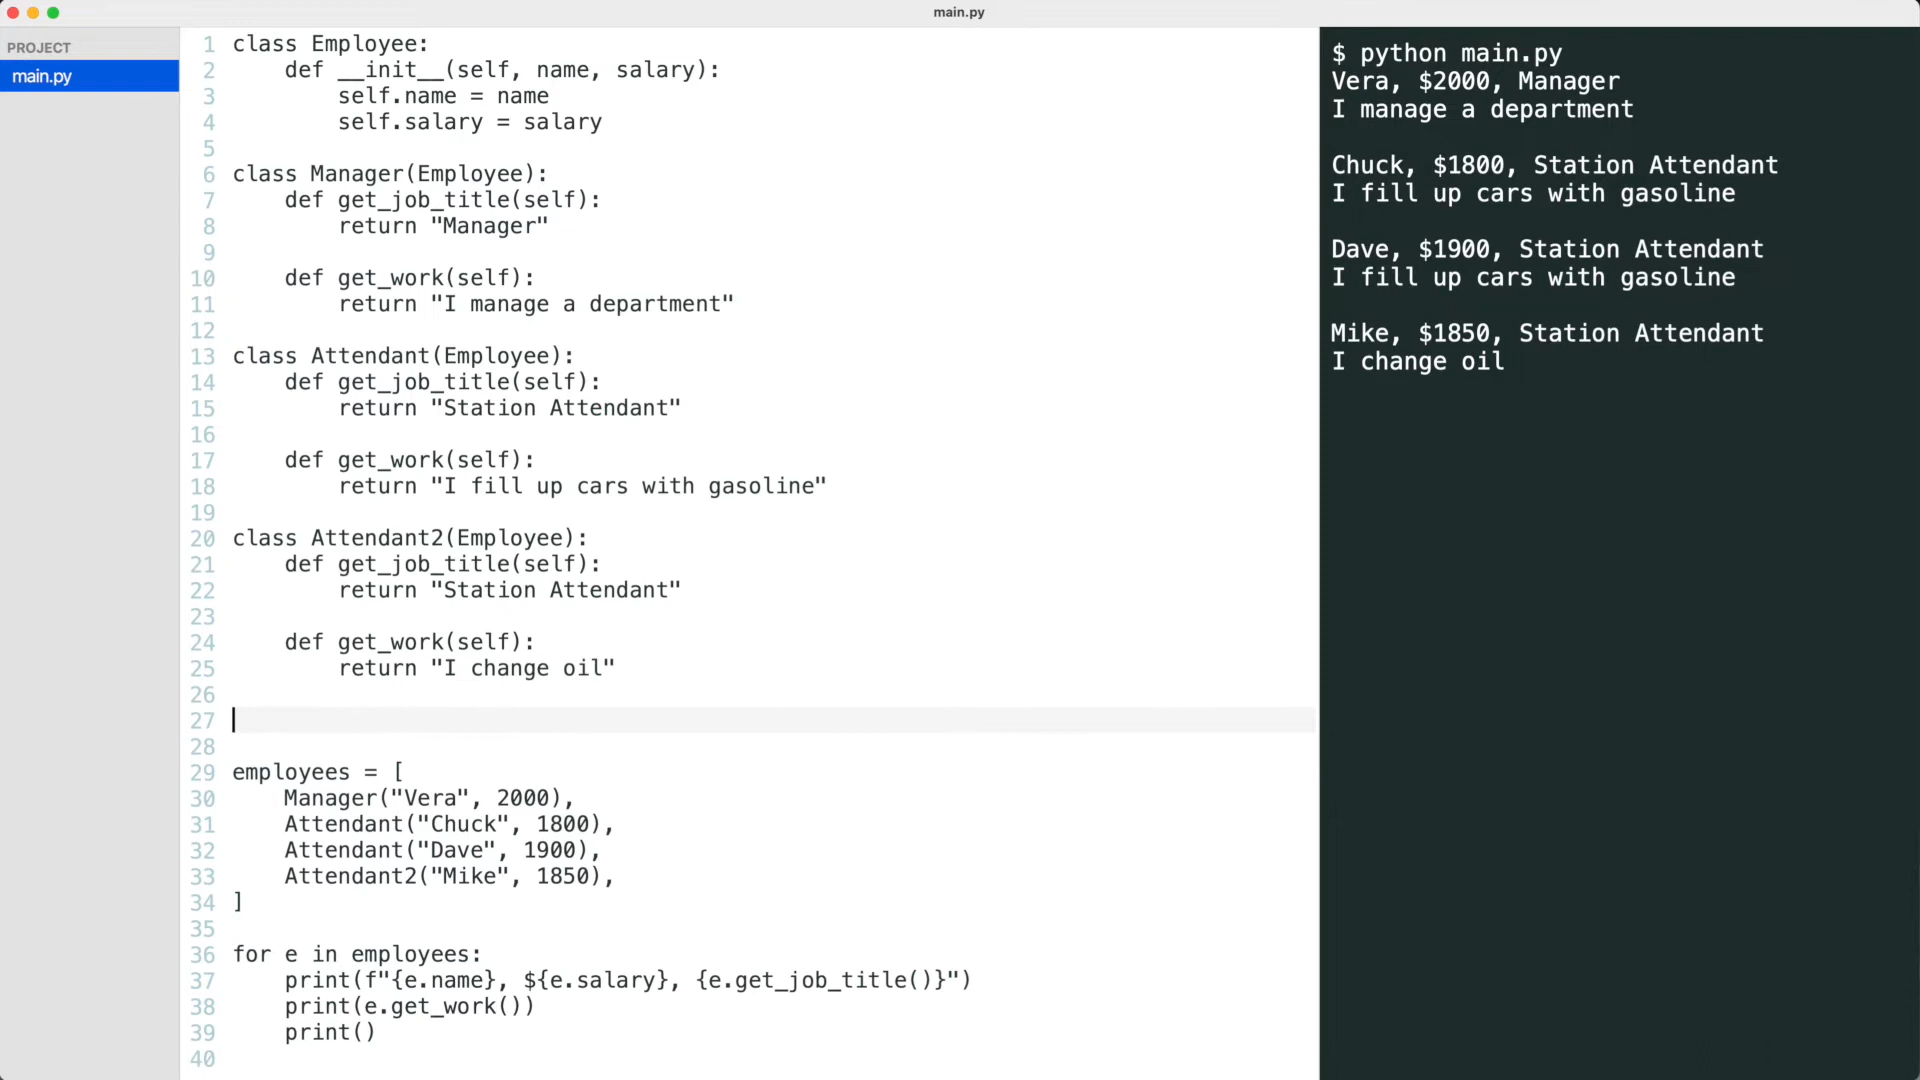 main.py
PROJECT
main.py
1 class Employee:
2     def __init__(self, name, salary):
3         self.name = name
4         self.salary = salary
5
6 class Manager(Employee):
7     def get_job_title(self):
8         return "Manager"
9
10     def get_work(self):
11         return "I manage a department"
12
13 class Attendant(Employee):
14     def get_job_title(self):
15         return "Station Attendant"
16
17     def get_work(self):
18         return "I fill up cars with gasoline"
19
20 class Attendant2(Employee):
21     def get_job_title(self):
22         return "Station Attendant"
23
24     def get_work(self):
25         return "I change oil"
26
27
28
29 employees = [
30     Manager("Vera", 2000),
31     Attendant("Chuck", 1800),
32     Attendant("Dave", 1900),
33     Attendant2("Mike", 1850),
34 ]
35
36 for e in employees:
37     print(f"{e.name}, ${e.salary}, {e.get_job_title()}")
38     print(e.get_work())
39     print()
40
$ python main.py
Vera, $2000, Manager
I manage a department
Chuck, $1800, Station Attendant
I fill up cars with gasoline
Dave, $1900, Station Attendant
I fill up cars with gasoline
Mike, $1850, Station Attendant
I change oil